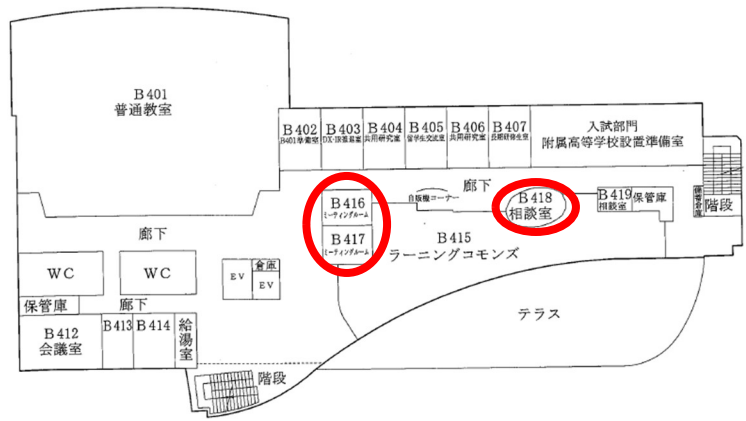 B401
普通教室
B402
B401準備室
B403
DX・IR推進室
B404
共用研究室
B405
留学生交流室
B406
共用研究室
B407
長期研修生室
入試部門
附属高等学校設置準備室
廊下
自販機コーナー
B416
ミーティングルーム
B417
ミーティングルーム
B418
相談室
B419
相談室
保管庫
備蓄倉庫
階段
B415
ラーニングコモンズ
廊下
WC
WC
EV
倉庫
EV
保管庫
廊下
B412
会議室
B413
B414
給湯室
階段
テラス